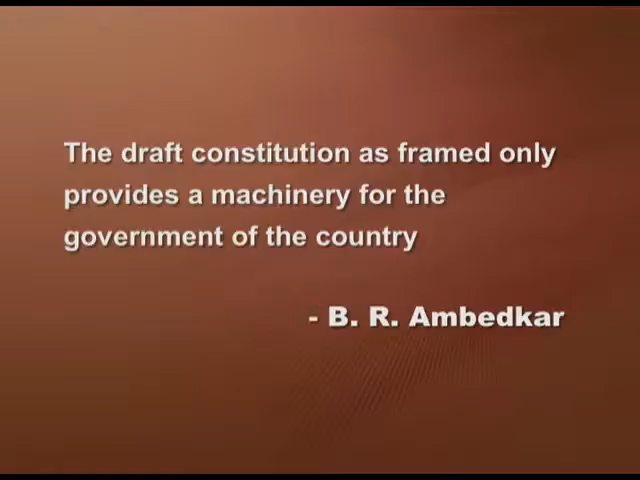 The draft constitution as framed only
provides a machinery for the
government of the country
- B. R. Ambedkar